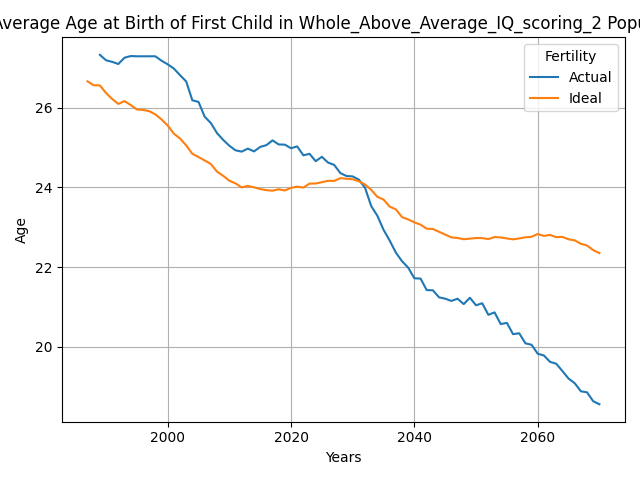 Average Age at Birth of First Child in Whole_Above_Average_IQ_scoring_2
Fertility
Actual
Ideal
26
24
22
20
Age
2000
2020
2040
2060
Years